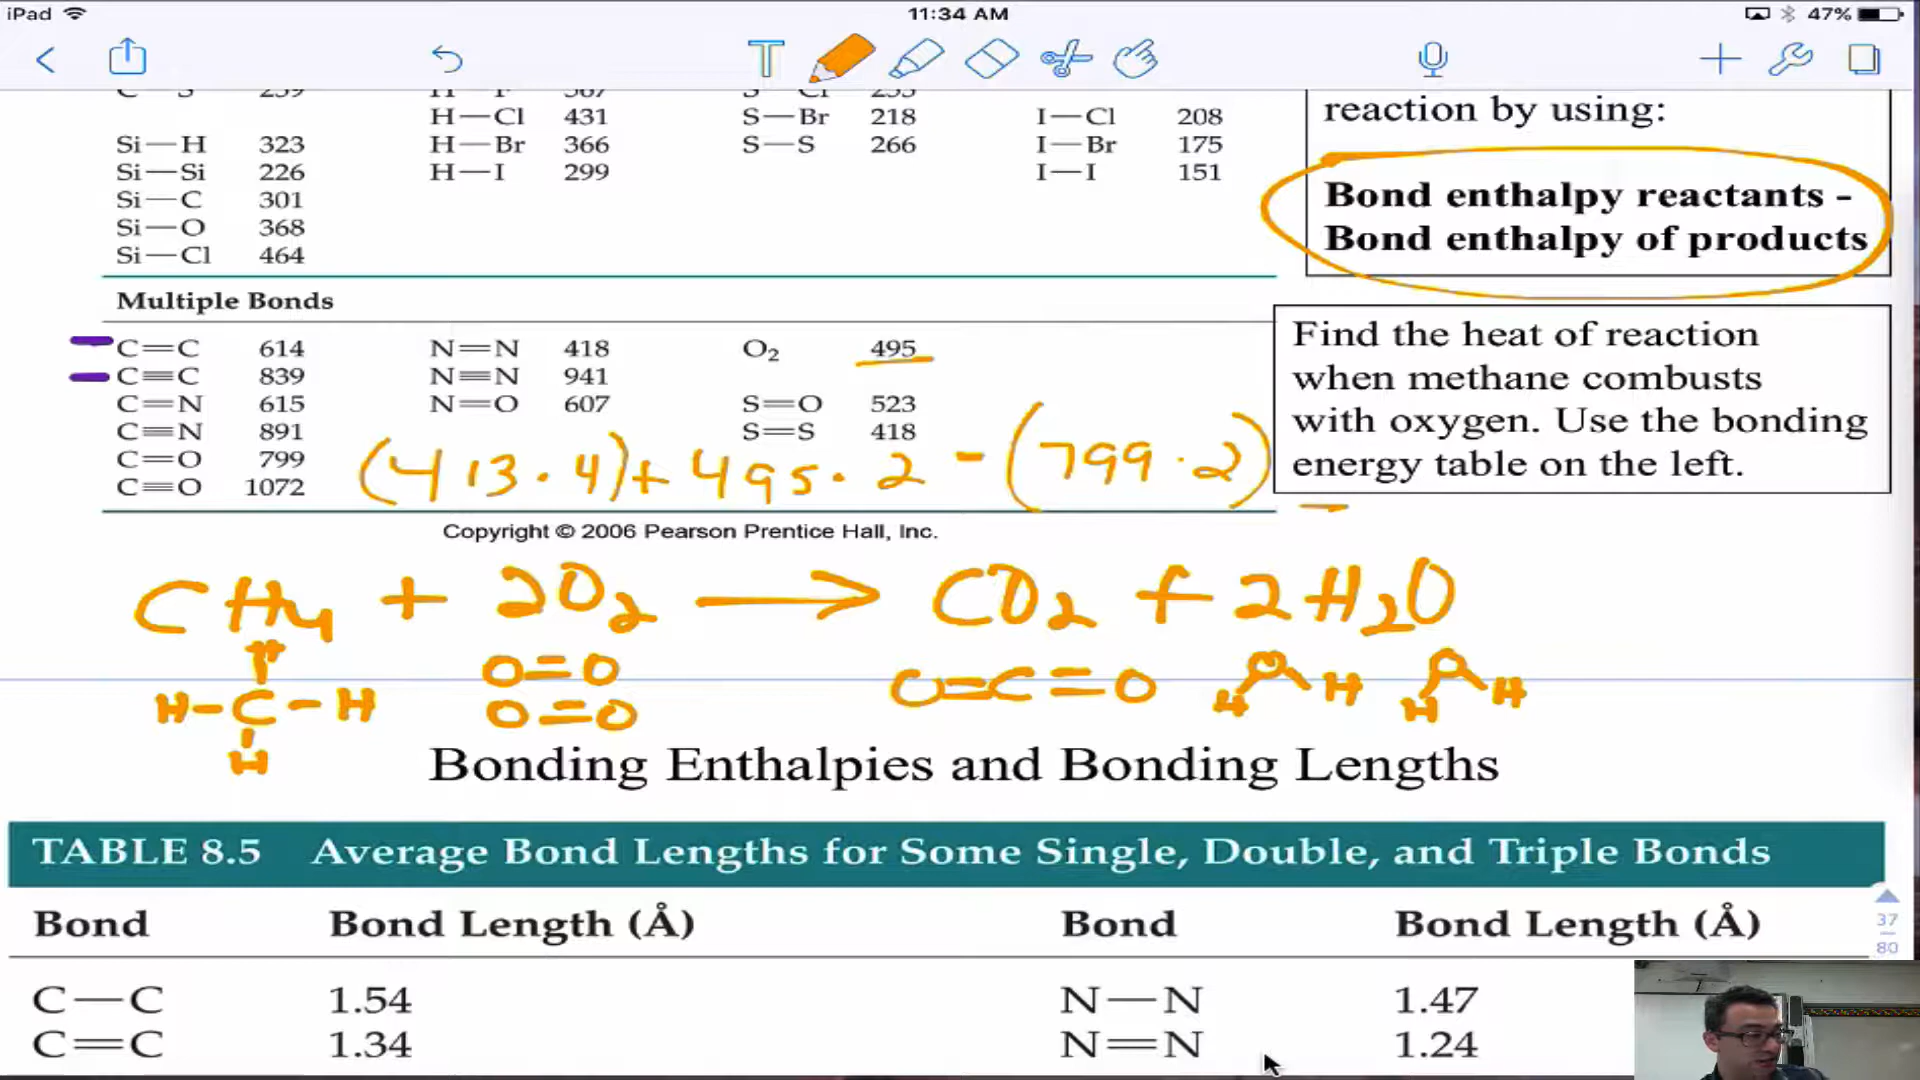 iPad
11:34 AM
47%
T
reaction by using:
H—Cl 431 S—Br 218 I—Cl 208
Si—H 323 H—Br 366 S—S 266 I—Br 175
Si—Si 226 H—I 299 I—I 151
Si—C 301
Si—O 368
Si—Cl 464
Bond enthalpy reactants -
Bond enthalpy of products
Multiple Bonds
C=C 614 N=N 418 O₂ 495
C≡C 839 N≡N 941
C=N 615 N=O 607 S=O 523
C≡N 891 S=S 418
C=O 799
C≡O 1072
(413·4)+495·2 - (799·2) -
Find the heat of reaction
when methane combusts
with oxygen. Use the bonding
energy table on the left.
Copyright © 2006 Pearson Prentice Hall, Inc.
CH4 + 2O2 → CO2 + 2H2O
H
H-C-H
H
O=O
O=O
O=C=O
O
H H
O
H H
Bonding Enthalpies and Bonding Lengths
TABLE 8.5 Average Bond Lengths for Some Single, Double, and Triple Bonds
Bond Bond Length (Å) Bond Bond Length (Å)
C—C 1.54 N—N 1.47
C=C 1.34 N=N 1.24
37
80